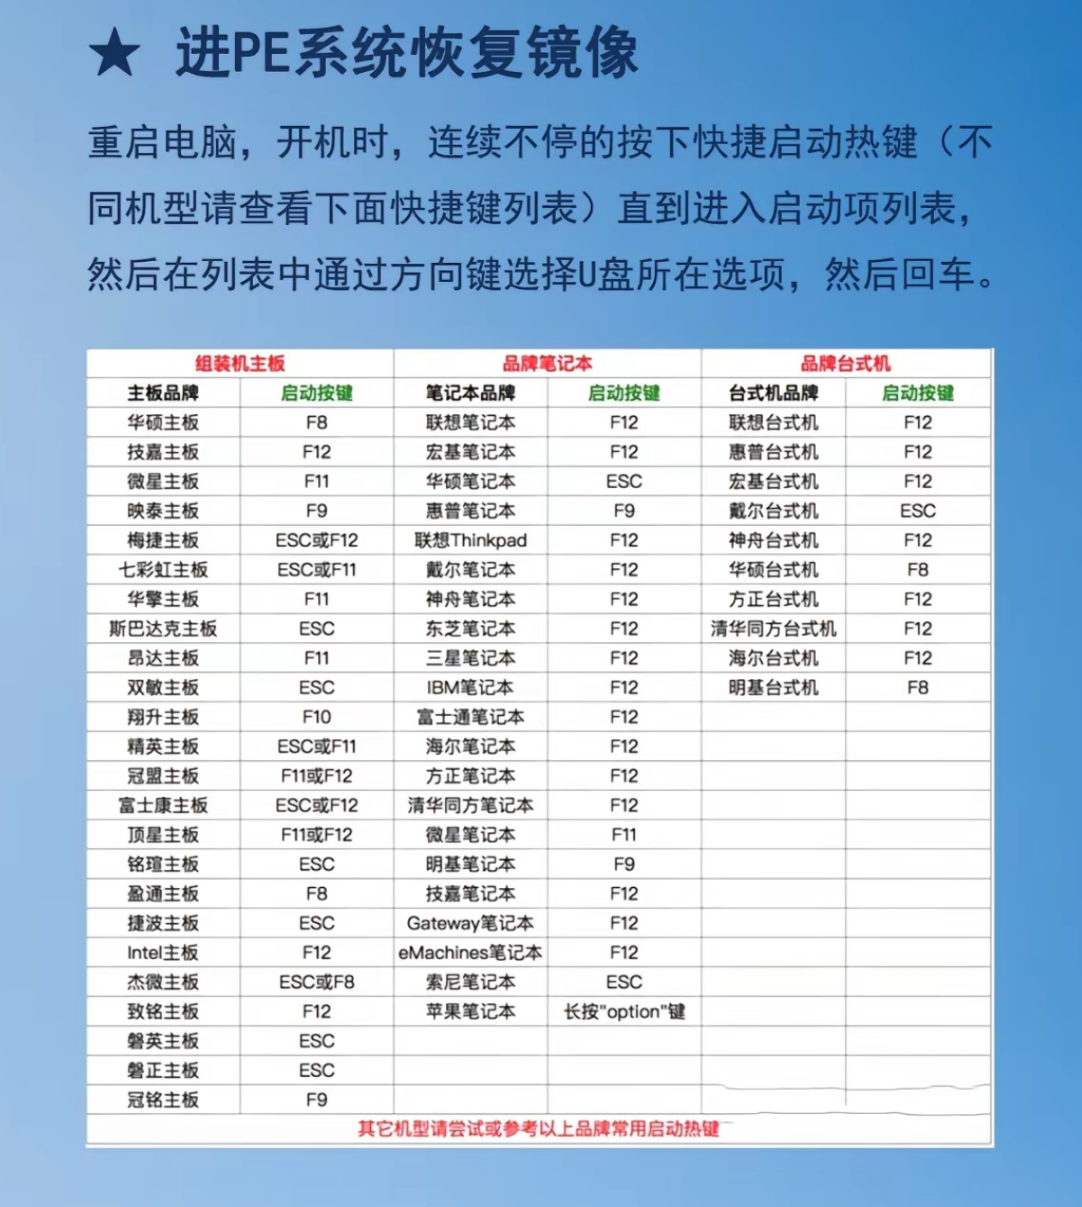 ★ 进PE系统恢复镜像
重启电脑，开机时，连续不停的按下快捷启动热键（不
同机型请查看下面快捷键列表）直到进入启动项列表，
然后在列表中通过方向键选择U盘所在选项，然后回车。
组装机主板 品牌笔记本 品牌台式机
主板品牌 启动按键 笔记本品牌 启动按键 台式机品牌 启动按键
华硕主板 F8 联想笔记本 F12 联想台式机 F12
技嘉主板 F12 宏基笔记本 F12 惠普台式机 F12
微星主板 F11 华硕笔记本 ESC 宏基台式机 F12
映泰主板 F9 惠普笔记本 F9 戴尔台式机 ESC
梅捷主板 ESC或F12 联想Thinkpad F12 神舟台式机 F12
七彩虹主板 ESC或F11 戴尔笔记本 F12 华硕台式机 F8
华擎主板 F11 神舟笔记本 F12 方正台式机 F12
斯巴达克主板 ESC 东芝笔记本 F12 清华同方台式机 F12
昂达主板 F11 三星笔记本 F12 海尔台式机 F12
双敏主板 ESC IBM笔记本 F12 明基台式机 F8
翔升主板 F10 富士通笔记本 F12
精英主板 ESC或F11 海尔笔记本 F12
冠盟主板 F11或F12 方正笔记本 F12
富士康主板 ESC或F12 清华同方笔记本 F12
顶星主板 F11或F12 微星笔记本 F11
铭瑄主板 ESC 明基笔记本 F9
盈通主板 F8 技嘉笔记本 F12
捷波主板 ESC Gateway笔记本 F12
Intel主板 F12 eMachines笔记本 F12
杰微主板 ESC或F8 索尼笔记本 ESC
致铭主板 F12 苹果笔记本 长按"option"键
磐英主板 ESC
磐正主板 ESC
冠铭主板 F9
其它机型请尝试或参考以上品牌常用启动热键